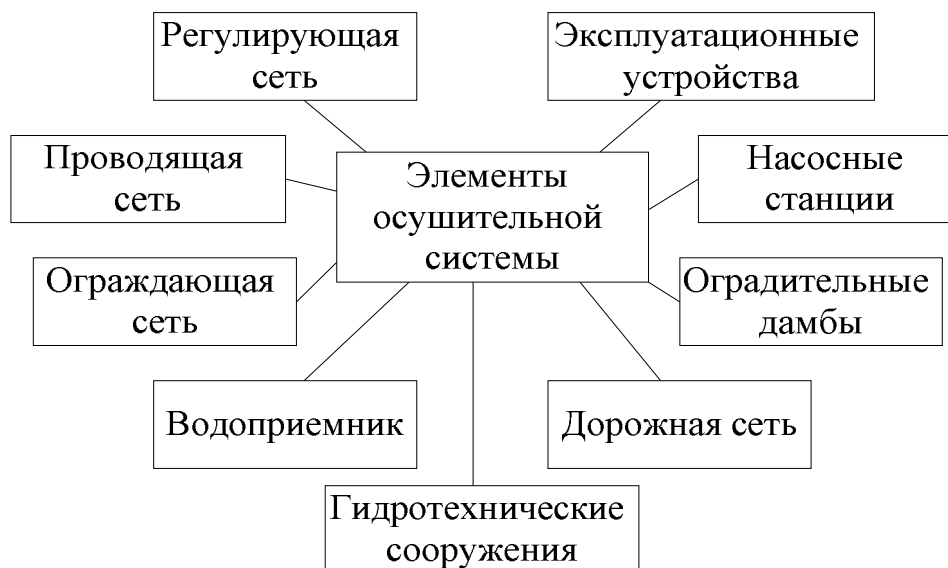 Регулирующая
сеть
Эксплуатационные
устройства
Проводящая
сеть
Элементы
осушительной
системы
Насосные
станции
Ограждающая
сеть
Оградительные
дамбы
Водоприемник
Дорожная сеть
Гидротехнические
сооружения